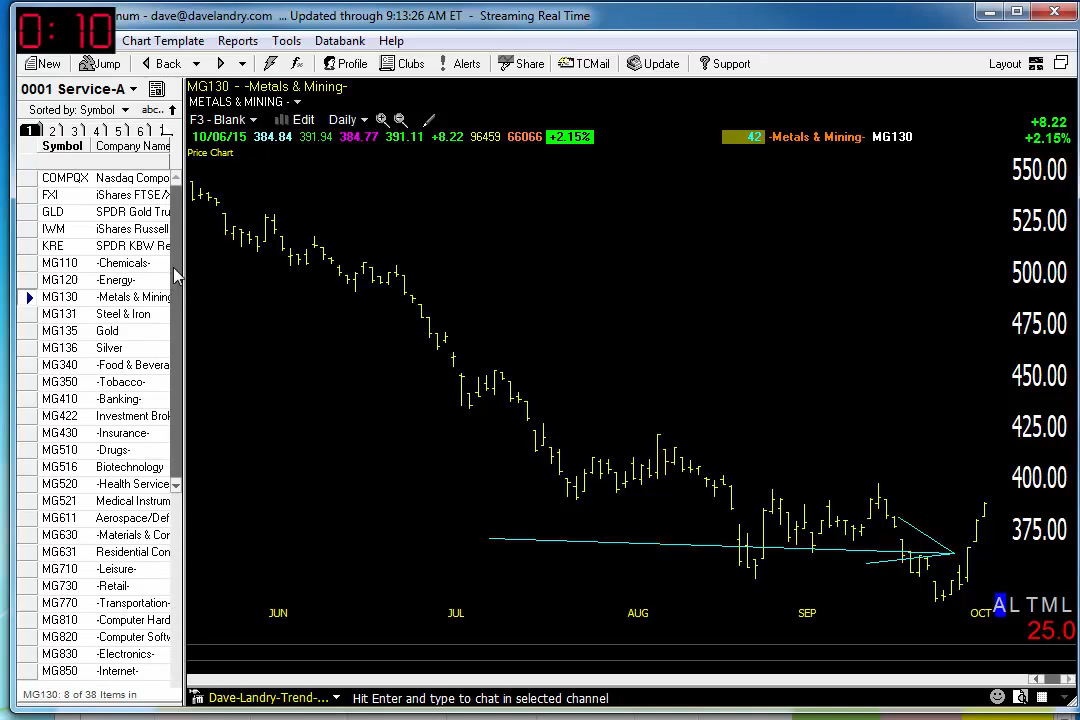 0:10
num - dave@davelandry.com ... Updated through 9:13:26 AM ET - Streaming Real Time
Chart Template Reports Tools Databank Help
New Jump Back Profile Clubs Alerts Share TCMail Update Support Layout
0001 Service-A
Sorted by: Symbol abc..
1 2 3 4 5 6 1
Symbol Company Name
COMPQX Nasdaq Compo
FXI iShares FTSE/X
GLD SPDR Gold Tru
IWM iShares Russell
KRE SPDR KBW Re
MG110 -Chemicals-
MG120 -Energy-
MG130 -Metals & Mining
MG131 Steel & Iron
MG135 Gold
MG136 Silver
MG340 -Food & Bevera
MG350 -Tobacco-
MG410 -Banking-
MG422 Investment Brok
MG430 -Insurance-
MG510 -Drugs-
MG516 Biotechnology
MG520 -Health Service
MG521 Medical Instrum
MG611 Aerospace/Def
MG630 -Materials & Con
MG631 Residential Con
MG710 -Leisure-
MG730 -Retail-
MG770 -Transportation-
MG810 -Computer Hard
MG820 -Computer Softw
MG830 -Electronics-
MG850 -Internet-
MG130: 8 of 38 Items in
MG130 - -Metals & Mining-
METALS & MINING -
F3 - Blank Edit Daily
10/06/15 384.84 391.94 384.77 391.11 +8.22 96459 66066 +2.15%
42 -Metals & Mining- MG130
+8.22
+2.15%
Price Chart
550.00
525.00
500.00
475.00
450.00
425.00
400.00
375.00
JUN JUL AUG SEP OCT
A L T M L
25.0
Dave-Landry-Trend-... Hit Enter and type to chat in selected channel